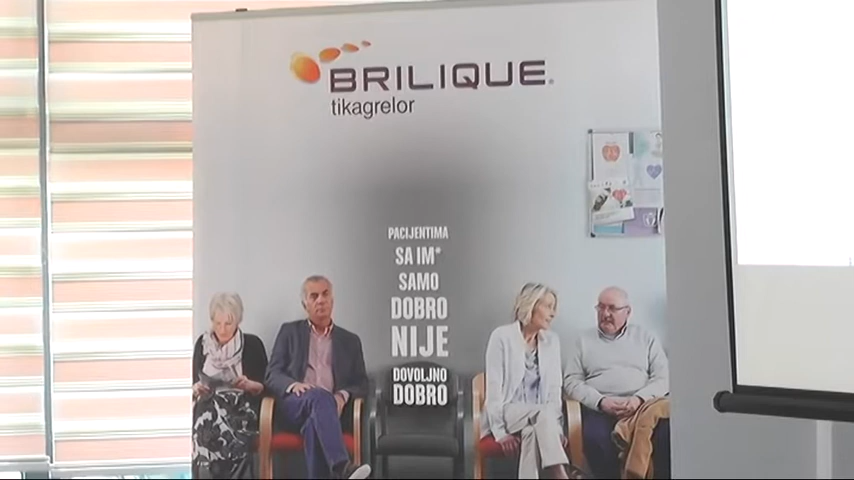 BRILIQUE®
tikagrelor
PACIJENTIMA
SA IM*
SAMO
DOBRO
NIJE
DOVOLJNO
DOBRO